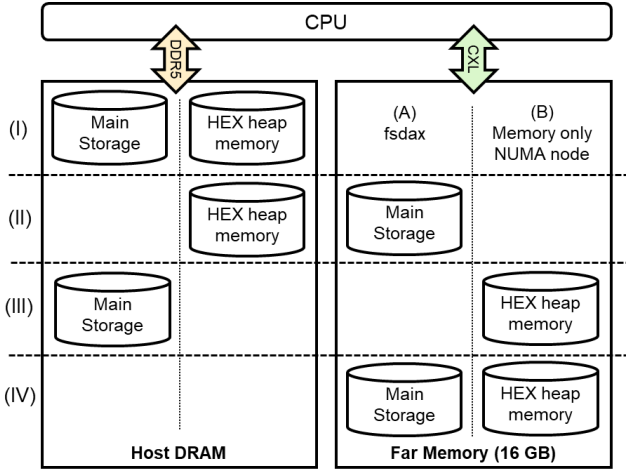 CPU
DDR5
CXL
(I)
Main
Storage
HEX heap
memory
(A)
fsdax
(B)
Memory only
NUMA node
(II)
HEX heap
memory
Main
Storage
(III)
Main
Storage
HEX heap
memory
(IV)
Main
Storage
HEX heap
memory
Host DRAM
Far Memory (16 GB)